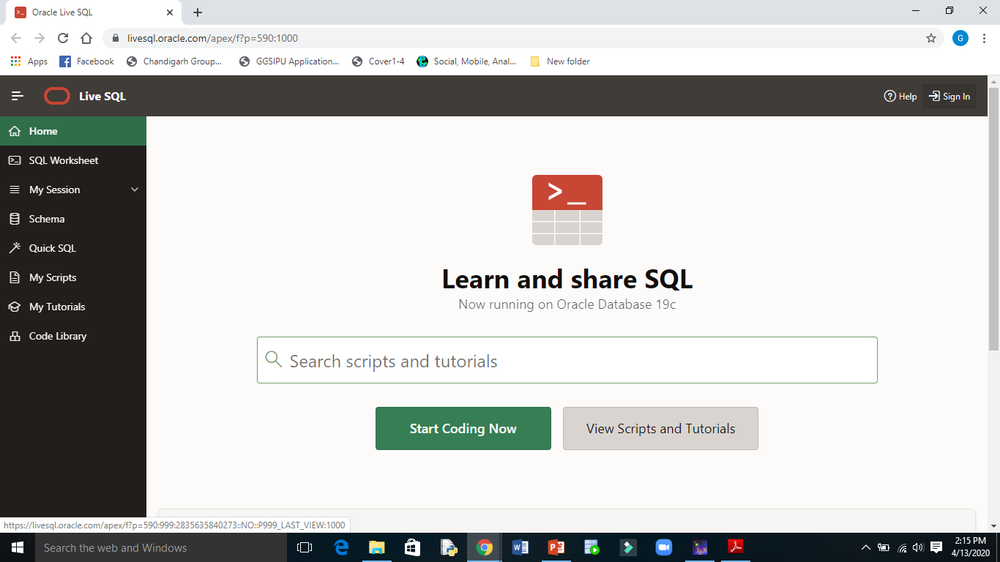 Oracle Live SQL
livesql.oracle.com/apex/f?p=590:1000
G
Apps
Facebook
Chandigarh Group...
GGSIPU Application...
Cover1-4
Social, Mobile, Anal...
New folder
Live SQL
Help
Sign In
Home
SQL Worksheet
My Session
Schema
Quick SQL
My Scripts
My Tutorials
Code Library
>_
Learn and share SQL
Now running on Oracle Database 19c
Search scripts and tutorials
Start Coding Now
View Scripts and Tutorials
https://livesql.oracle.com/apex/f?p=590:999:2835635840273::NO::P999_LAST_VIEW:1000
Search the web and Windows
2:15 PM
4/13/2020